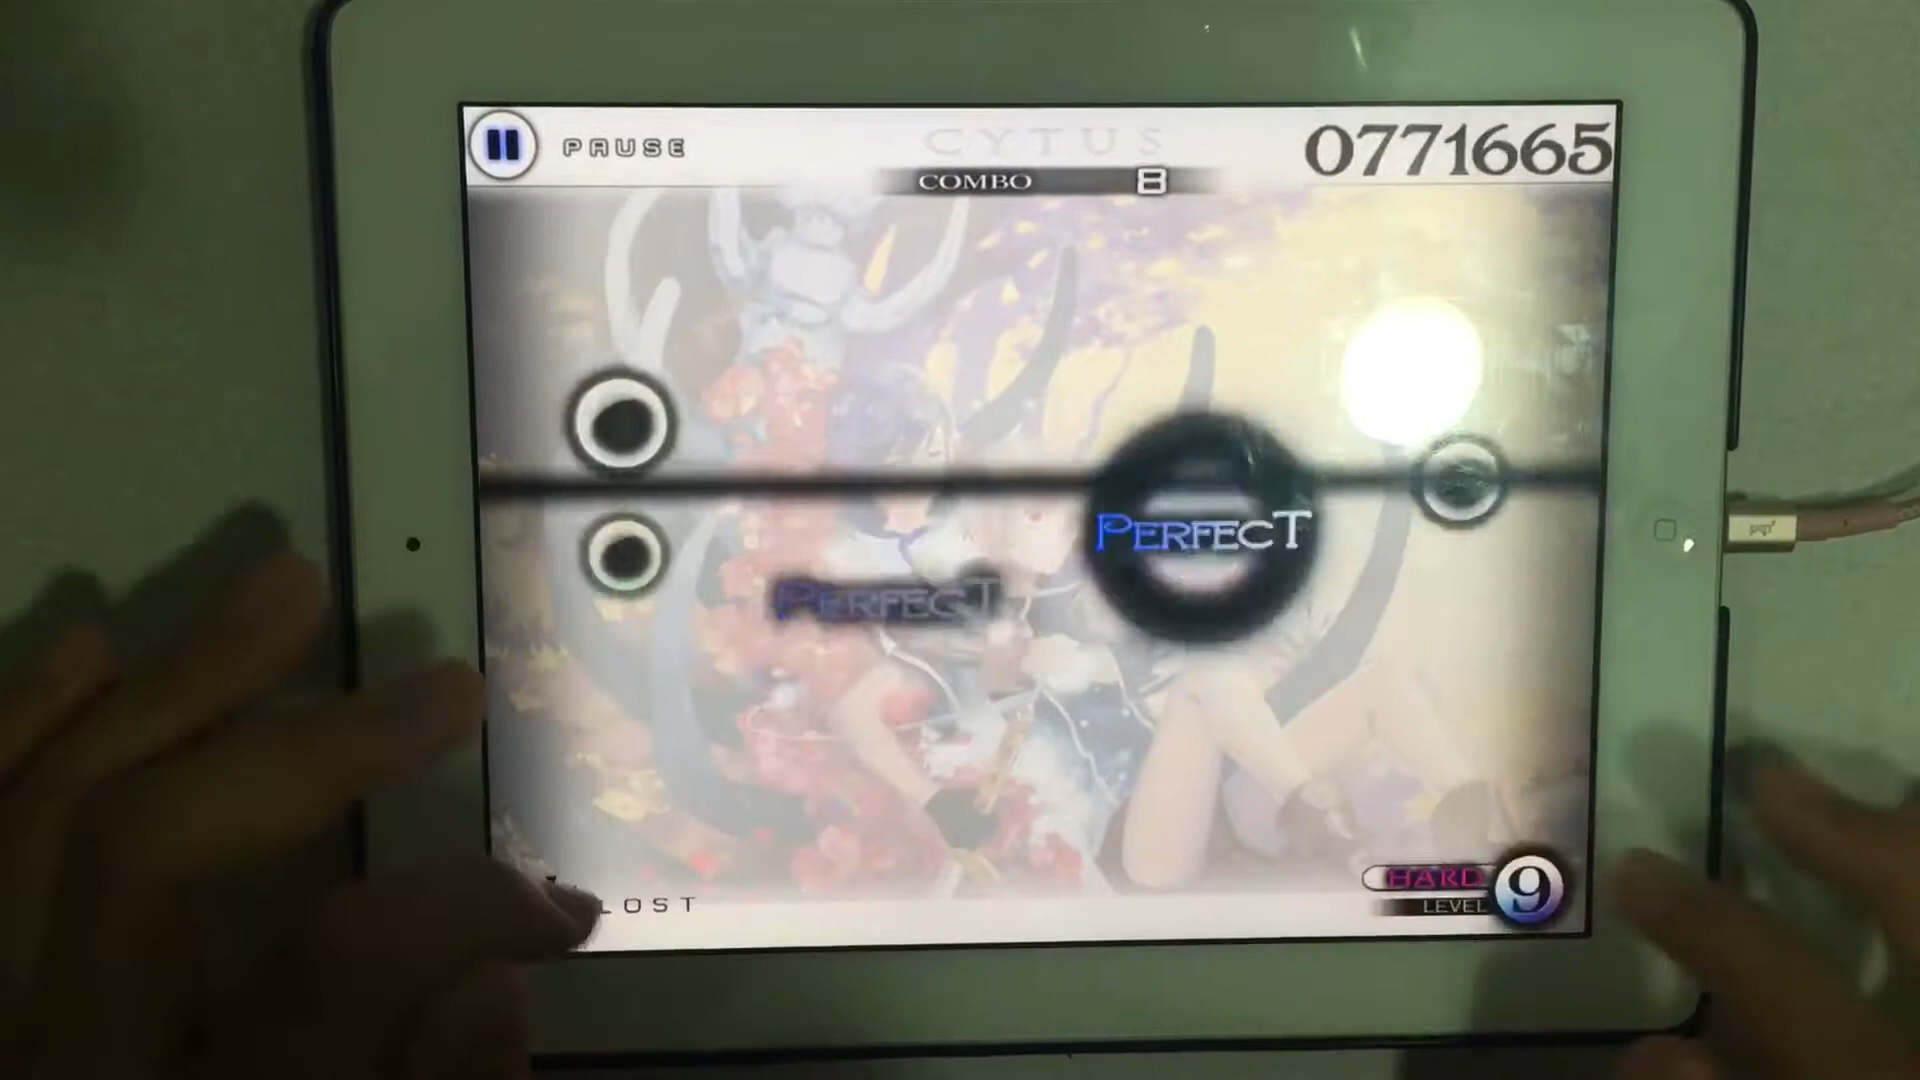 PAUSE
CYTUS
0771665
COMBO 8
PERFECT
PERFECT
HARD
LEVEL 9
LOST